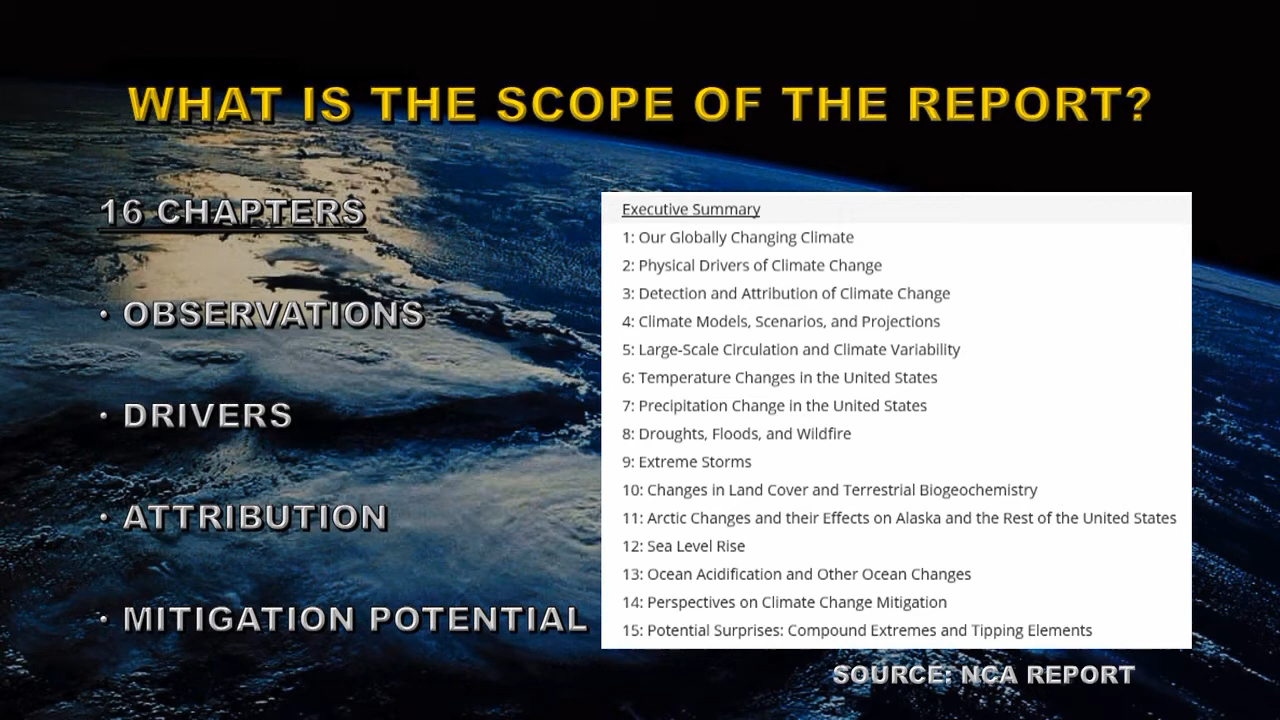 WHAT IS THE SCOPE OF THE REPORT?
16 CHAPTERS
• OBSERVATIONS
• DRIVERS
• ATTRIBUTION
• MITIGATION POTENTIAL
Executive Summary
1: Our Globally Changing Climate
2: Physical Drivers of Climate Change
3: Detection and Attribution of Climate Change
4: Climate Models, Scenarios, and Projections
5: Large-Scale Circulation and Climate Variability
6: Temperature Changes in the United States
7: Precipitation Change in the United States
8: Droughts, Floods, and Wildfire
9: Extreme Storms
10: Changes in Land Cover and Terrestrial Biogeochemistry
11: Arctic Changes and their Effects on Alaska and the Rest of the United States
12: Sea Level Rise
13: Ocean Acidification and Other Ocean Changes
14: Perspectives on Climate Change Mitigation
15: Potential Surprises: Compound Extremes and Tipping Elements
SOURCE: NCA REPORT